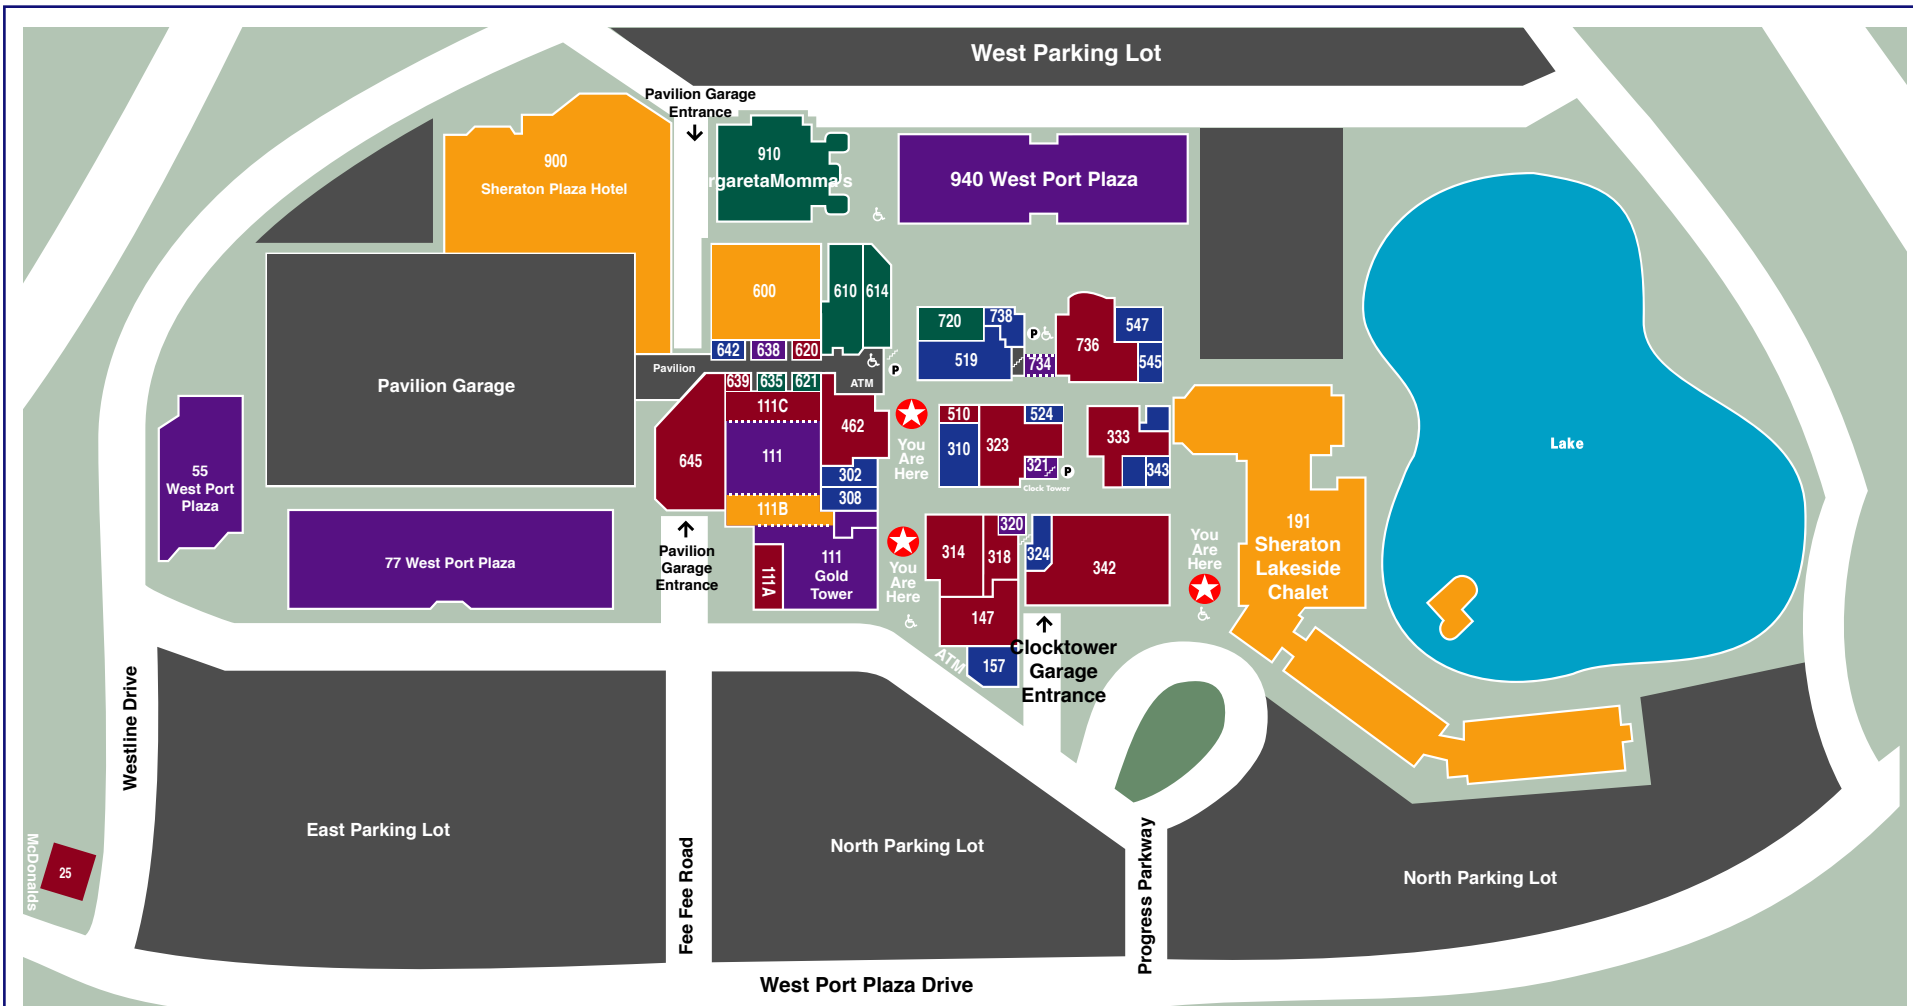 West Parking Lot
Pavilion Garage
Entrance
900
Sheraton Plaza Hotel
910
rgaretaMomma's
940 West Port Plaza
600
610
614
642
638
620
720
738
519
P
734
736
547
545
Pavilion
P
ATM
Pavilion Garage
639
635
621
111C
462
645
111
302
308
111B
You
Are
Here
510
524
310
323
321
P
Clock Tower
333
343
Lake
55
West Port
Plaza
77 West Port Plaza
Pavilion
Garage
Entrance
111A
111
Gold
Tower
You
Are
Here
314
318
320
324
342
147
157
ATM
You
Are
Here
191
Sheraton
Lakeside
Chalet
Clocktower
Garage
Entrance
Westline Drive
McDonalds
25
East Parking Lot
Fee Fee Road
North Parking Lot
Progress Parkway
North Parking Lot
West Port Plaza Drive